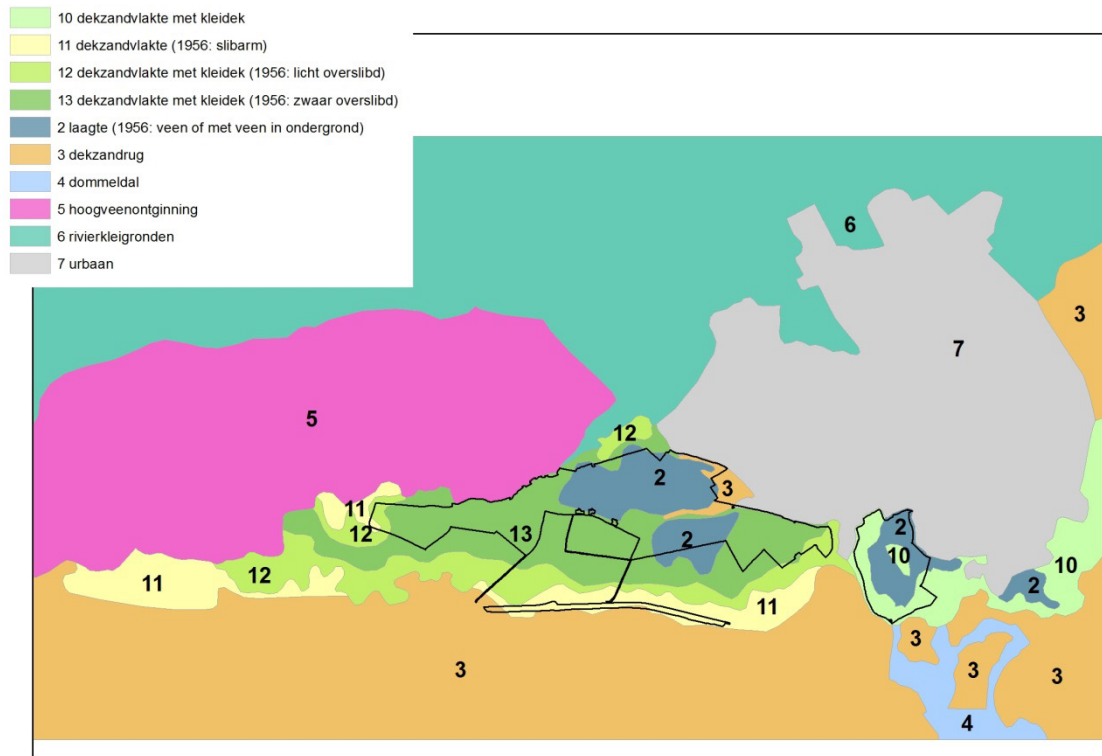 10 dekzandvlakte met kleidek
11 dekzandvlakte (1956: slibarm)
12 dekzandvlakte met kleidek (1956: licht overslibd)
13 dekzandvlakte met kleidek (1956: zwaar overslibd)
2 laagte (1956: veen of met veen in ondergrond)
3 dekzandrug
4 dommeldal
5 hoogveenontginning
6 rivierkleigronden
7 urbaan
6
3
7
5
12
2
3
11
13
12
2
2
10
10
11
12
2
11
3
3
3
3
4